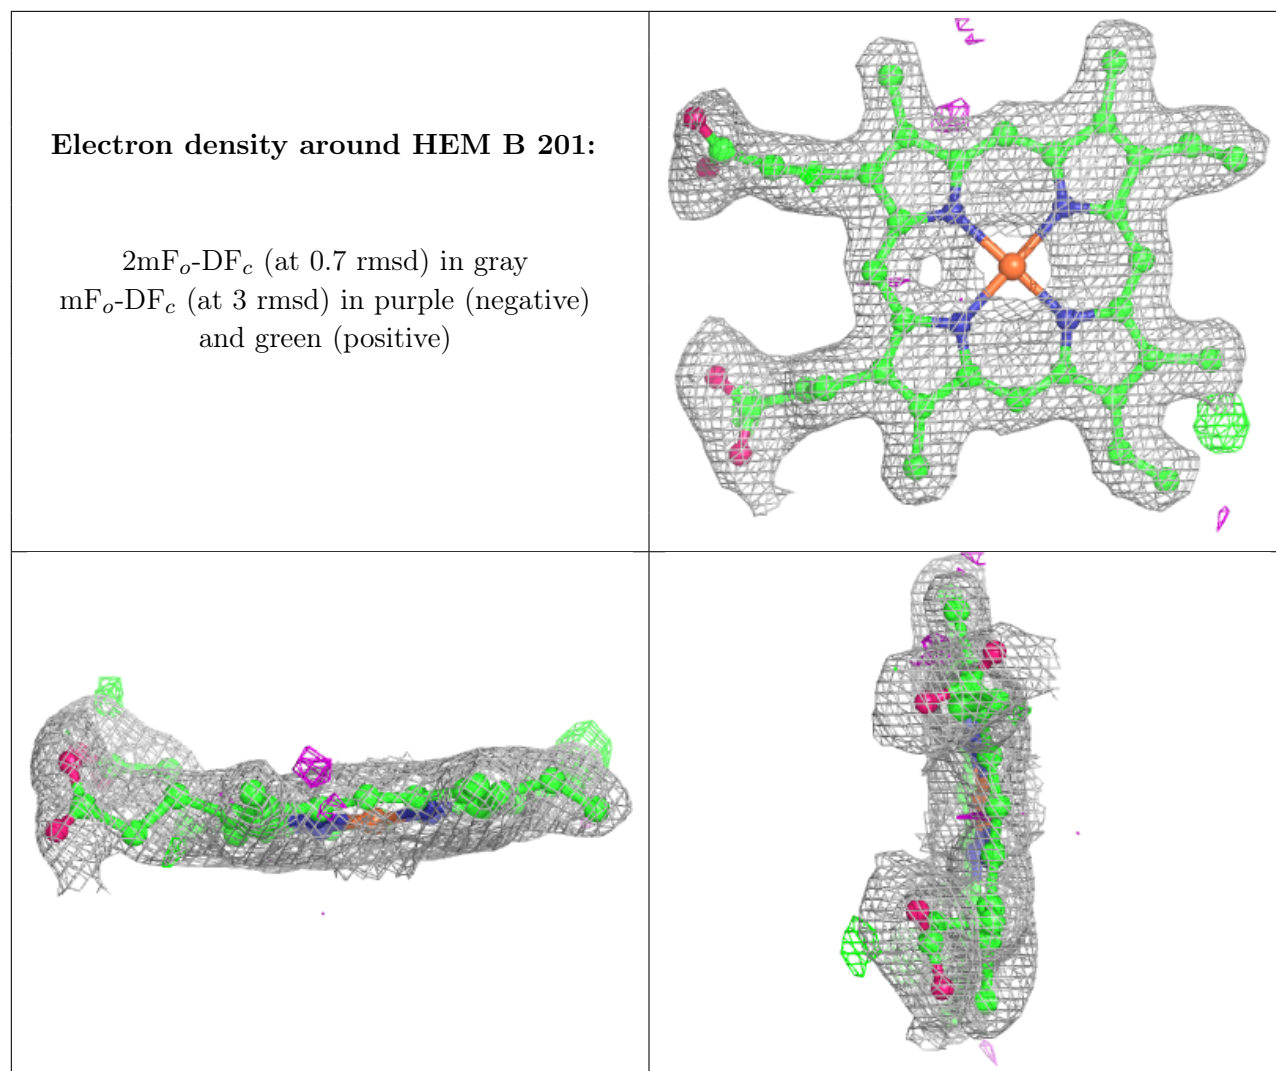 Electron density around HEM B 201:
2mFo-DFc (at 0.7 rmsd) in gray
mFo-DFc (at 3 rmsd) in purple (negative)
and green (positive)